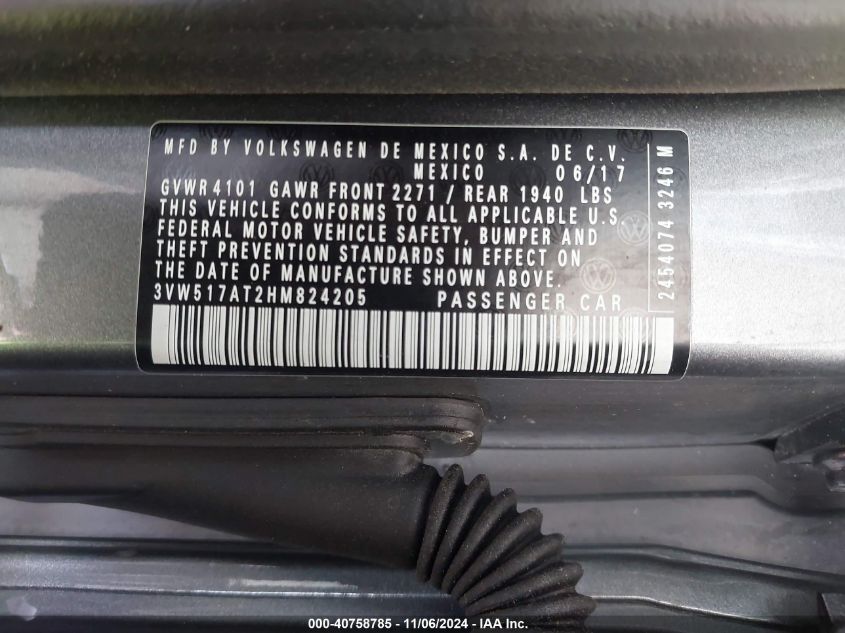 MFD BY VOLKSWAGEN DE MEXICO S.A. DE C.V.
MEXICO 06/17
GVWR 4101 GAWR FRONT 2271 / REAR 1940 LBS
THIS VEHICLE CONFORMS TO ALL APPLICABLE U.S.
FEDERAL MOTOR VEHICLE SAFETY, BUMPER AND
THEFT PREVENTION STANDARDS IN EFFECT ON
THE DATE OF MANUFACTURE SHOWN ABOVE.
3VW517AT2HM824205 PASSENGER CAR
2454074 3246 M
000-40758785 - 11/06/2024 - IAA Inc.